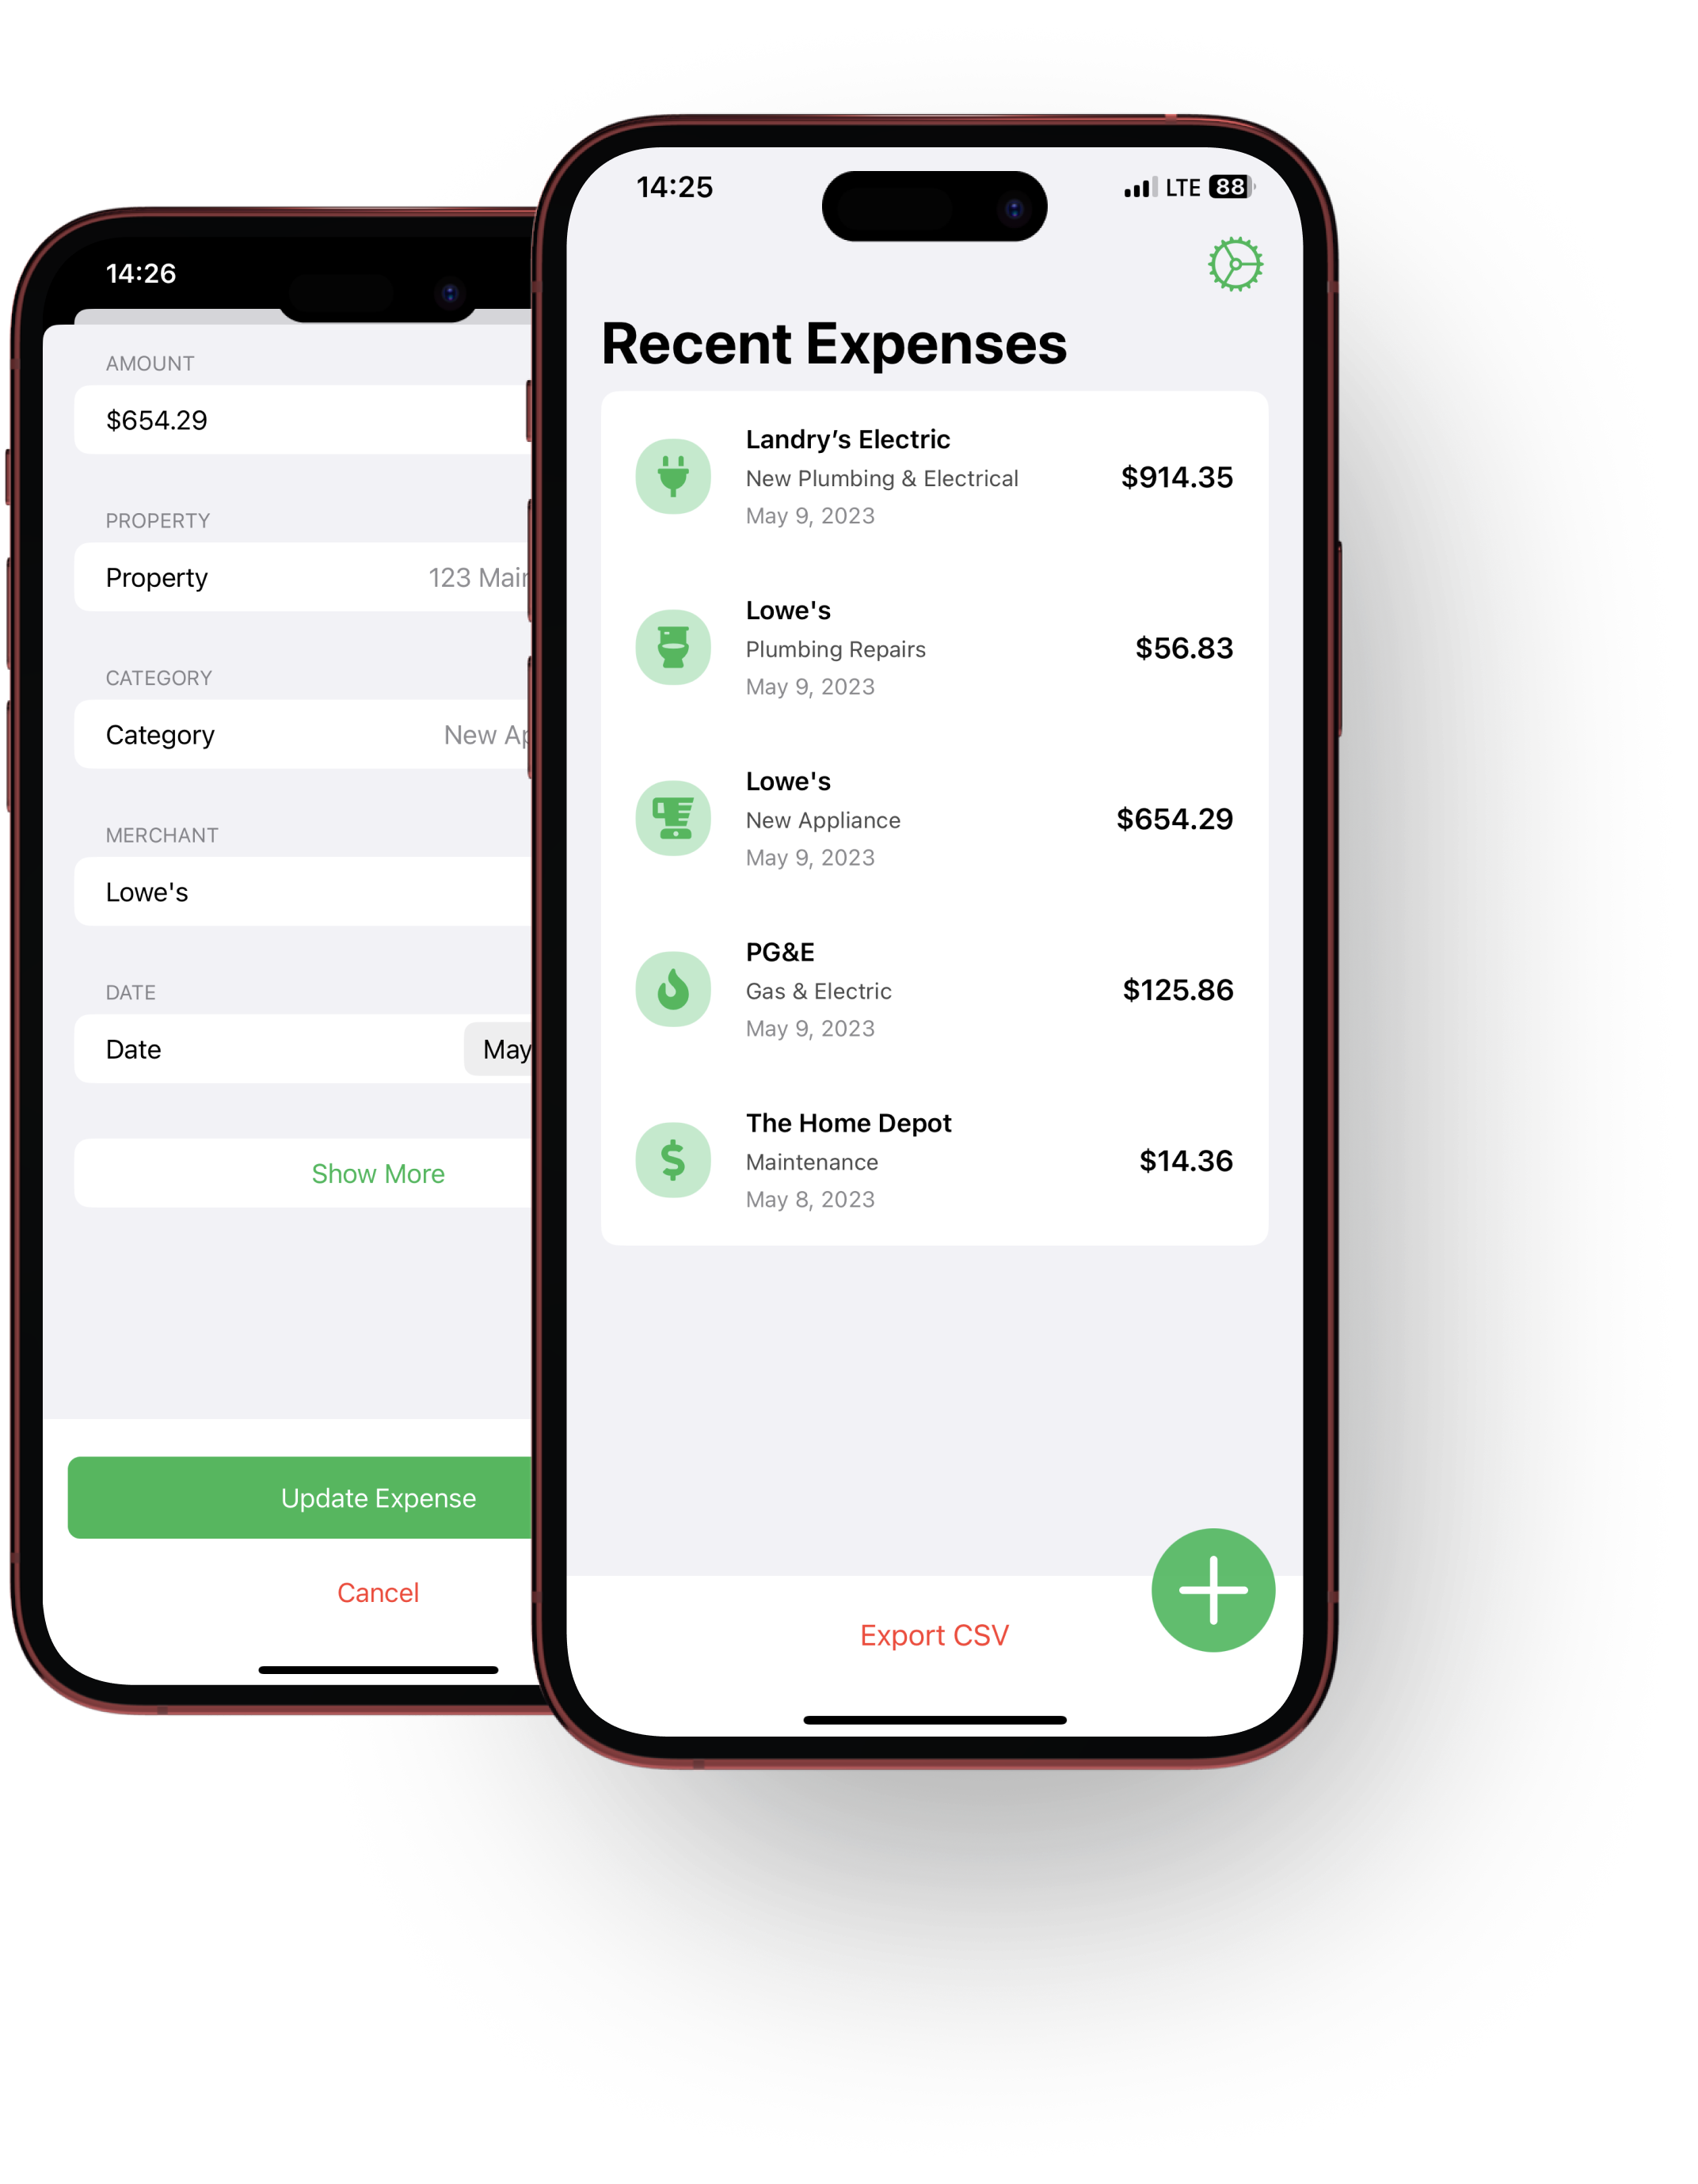 14:26
AMOUNT
$654.29
PROPERTY
Property 123
CATEGORY
Category New
MERCHANT
Lowe's
DATE
Date May
Show More
Update Expense
Cancel
14:25 LTE 88
Recent Expenses
Landry’s Electric
New Plumbing & Electrical $914.35
May 9, 2023
Lowe's
Plumbing Repairs $56.83
May 9, 2023
Lowe's
New Appliance $654.29
May 9, 2023
PG&E
Gas & Electric $125.86
May 9, 2023
The Home Depot
Maintenance $14.36
May 8, 2023
Export CSV